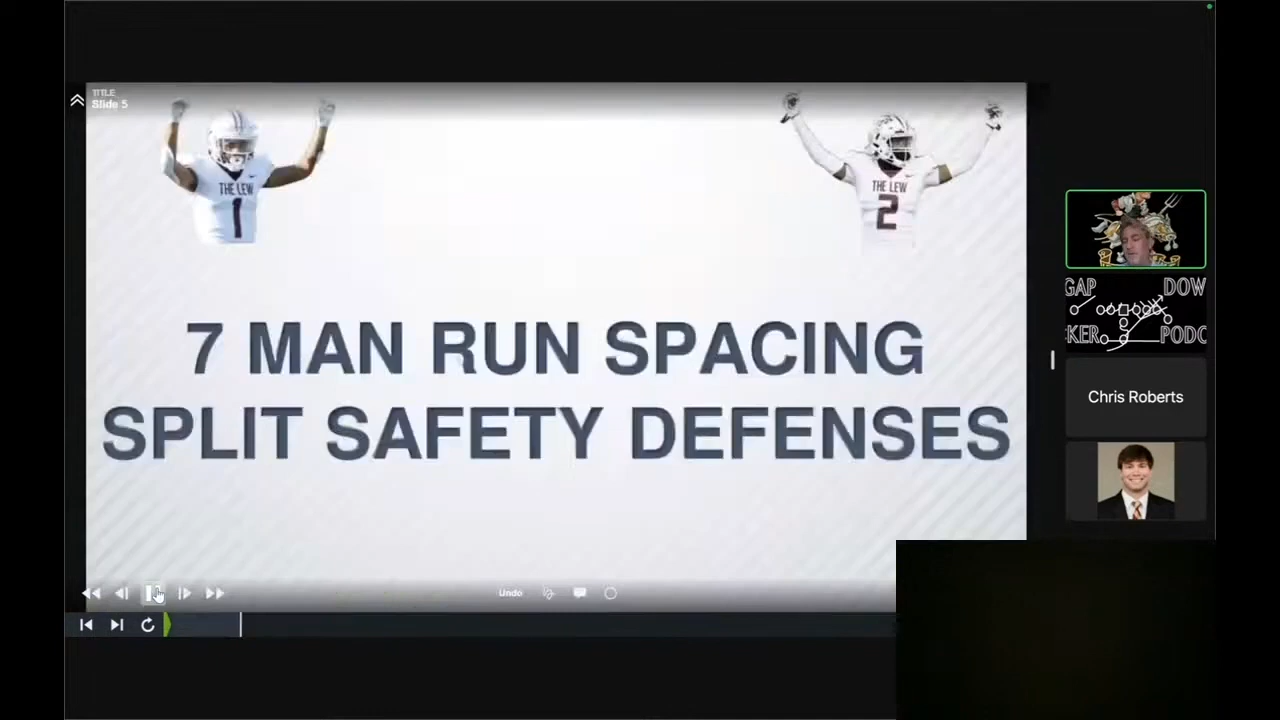 TITLE
Slide 5
THE LEW
1
THE LEW
2
7 MAN RUN SPACING
SPLIT SAFETY DEFENSES
Undo
GAP DOW
KER PODC
Chris Roberts